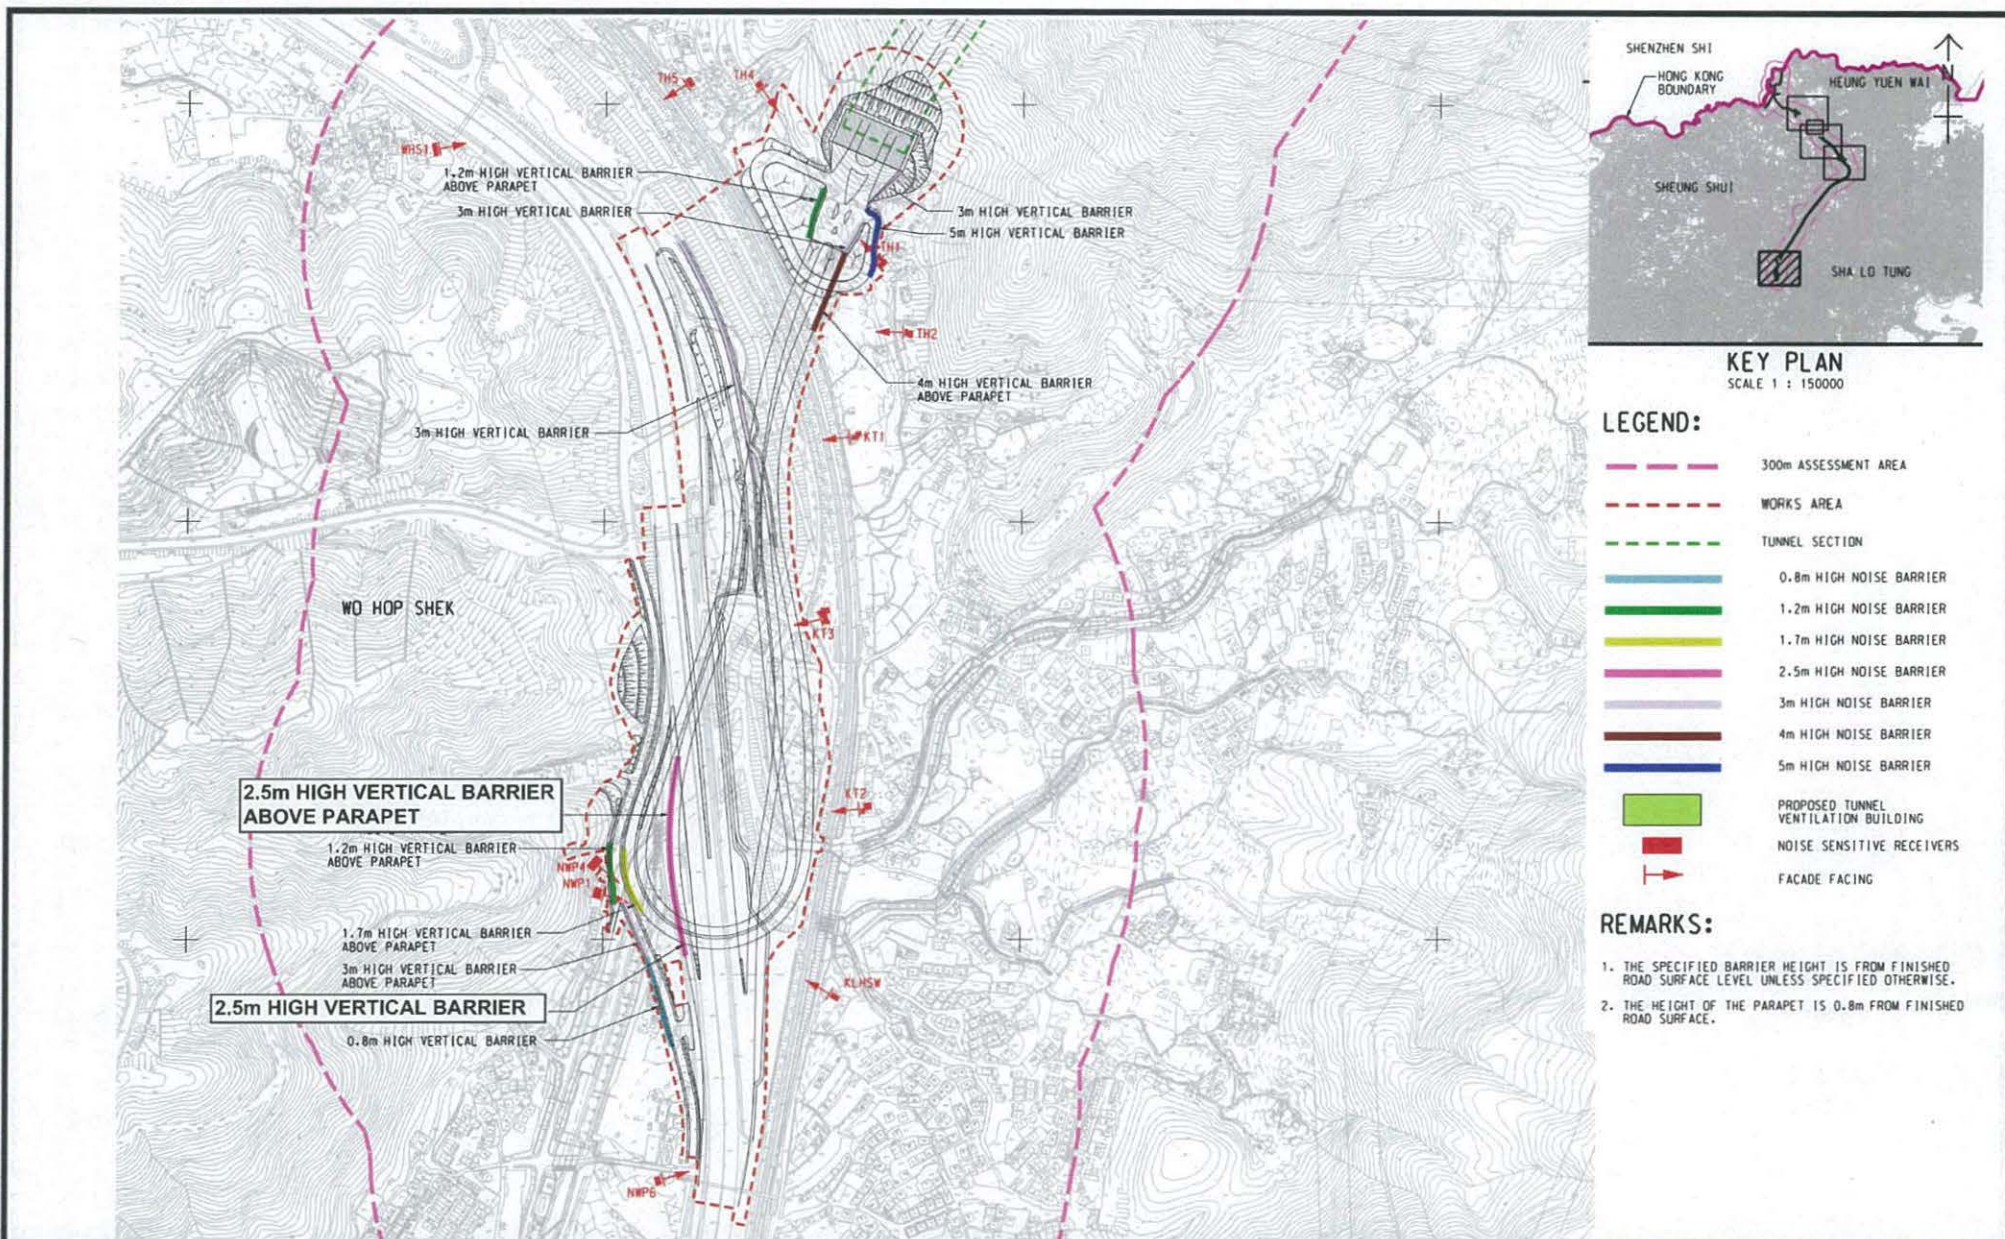 TH5
TH4
WHS1
1.2m HIGH VERTICAL BARRIER
ABOVE PARAPET
3m HIGH VERTICAL BARRIER
3m HIGH VERTICAL BARRIER
5m HIGH VERTICAL BARRIER
TH1
TH2
4m HIGH VERTICAL BARRIER
ABOVE PARAPET
3m HIGH VERTICAL BARRIER
KT1
WO HOP SHEK
KT3
2.5m HIGH VERTICAL BARRIER
ABOVE PARAPET
KT2
1.2m HIGH VERTICAL BARRIER
ABOVE PARAPET
NWP4
NWP1
1.7m HIGH VERTICAL BARRIER
ABOVE PARAPET
3m HIGH VERTICAL BARRIER
ABOVE PARAPET
KLHSW
2.5m HIGH VERTICAL BARRIER
0.8m HIGH VERTICAL BARRIER
NWP6
SHENZHEN SHI
HONG KONG
BOUNDARY
HEUNG YUEN WAI
N
SHEUNG SHUI
SHA LO TUNG
KEY PLAN
SCALE 1 : 150000
LEGEND:
300m ASSESSMENT AREA
WORKS AREA
TUNNEL SECTION
0.8m HIGH NOISE BARRIER
1.2m HIGH NOISE BARRIER
1.7m HIGH NOISE BARRIER
2.5m HIGH NOISE BARRIER
3m HIGH NOISE BARRIER
4m HIGH NOISE BARRIER
5m HIGH NOISE BARRIER
PROPOSED TUNNEL
VENTILATION BUILDING
NOISE SENSITIVE RECEIVERS
FACADE FACING
REMARKS:
1. THE SPECIFIED BARRIER HEIGHT IS FROM FINISHED
ROAD SURFACE LEVEL UNLESS SPECIFIED OTHERWISE.
2. THE HEIGHT OF THE PARAPET IS 0.8m FROM FINISHED
ROAD SURFACE.